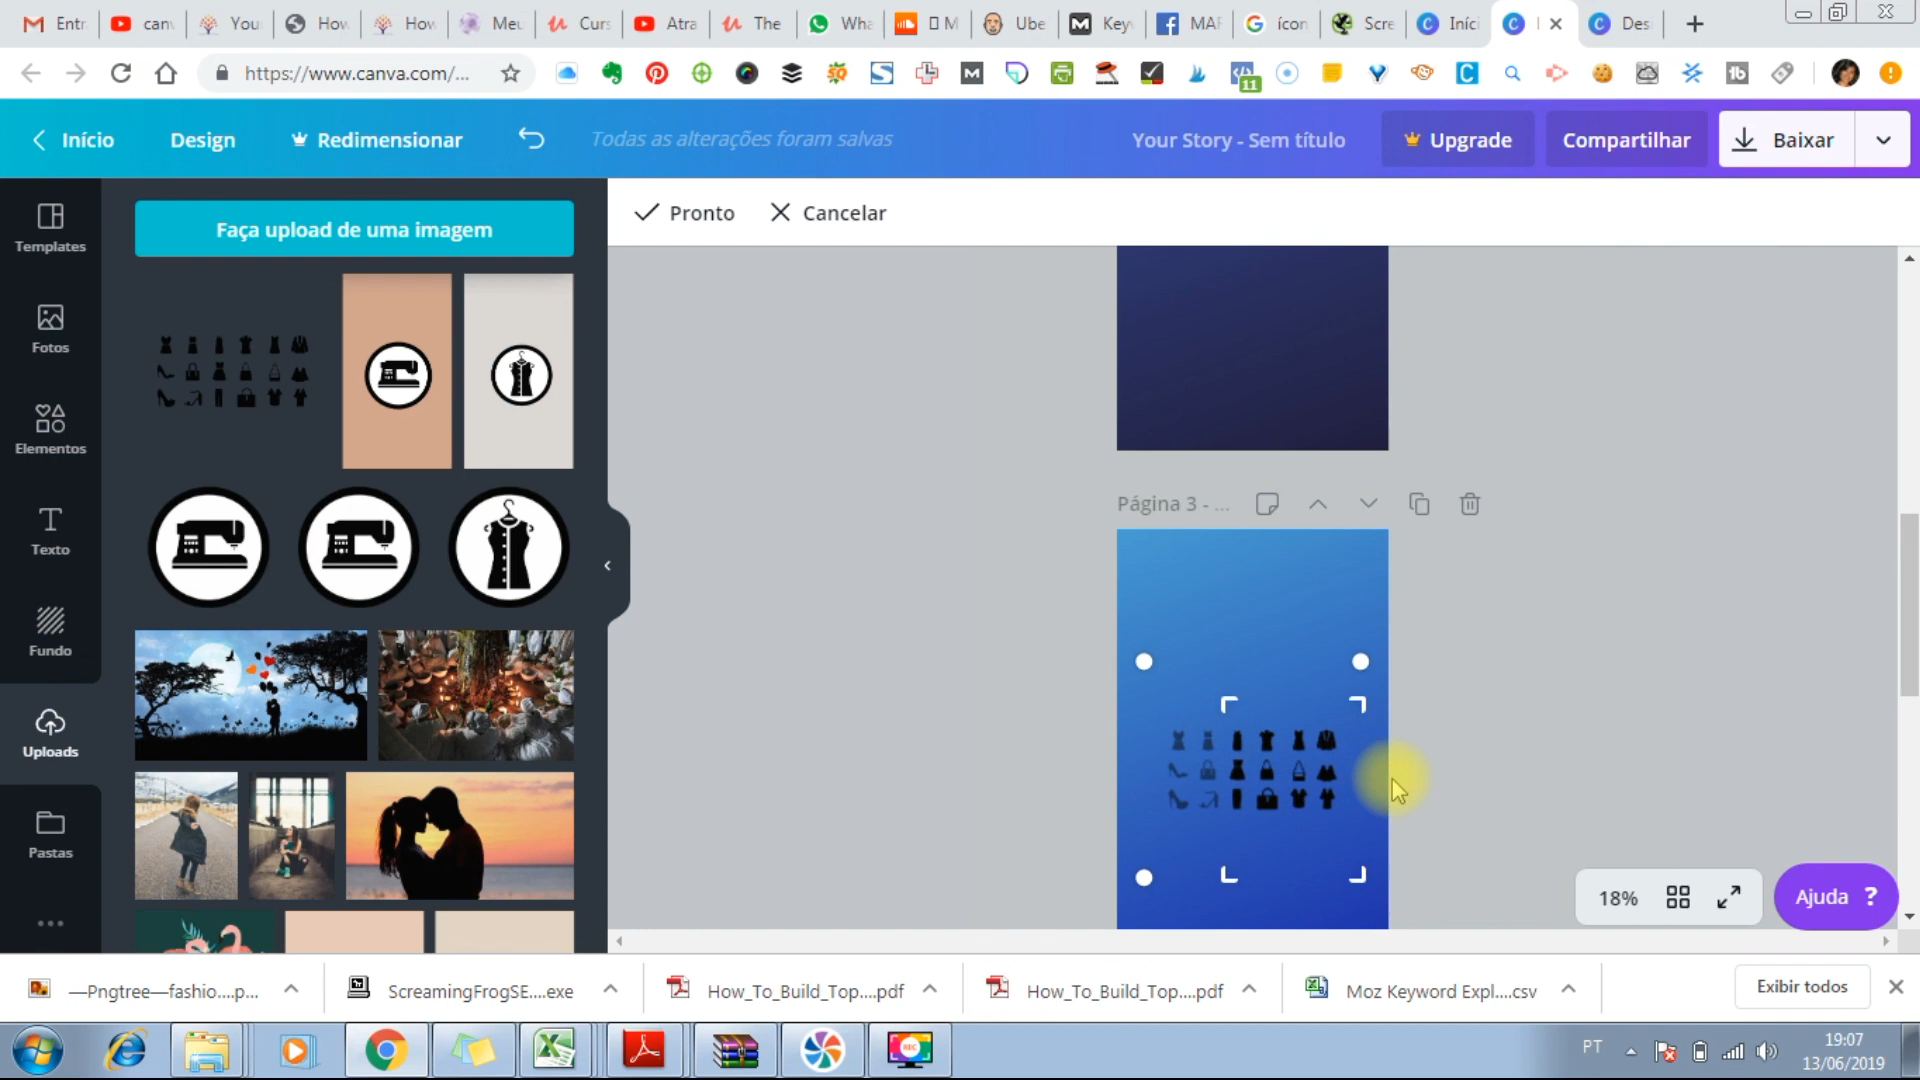 Entr
can
You
How
How
Meu
Curs
Atra
The
Wha
M
Ube
Key
MAF
ícon
Scre
Iníci
Des
https://www.canva.com/...
11
Início
Design
Redimensionar
Todas as alterações foram salvas
Your Story - Sem título
Upgrade
Compartilhar
Baixar
Templates
Fotos
Elementos
Texto
Fundo
Uploads
Pastas
Faça upload de uma imagem
Pronto
Cancelar
Página 3 - ...
18%
Ajuda ?
—Pngtree—fashio....p...
ScreamingFrogSE....exe
How_To_Build_Top....pdf
How_To_Build_Top....pdf
Moz Keyword Expl....csv
Exibir todos
PT
19:07
13/06/2019